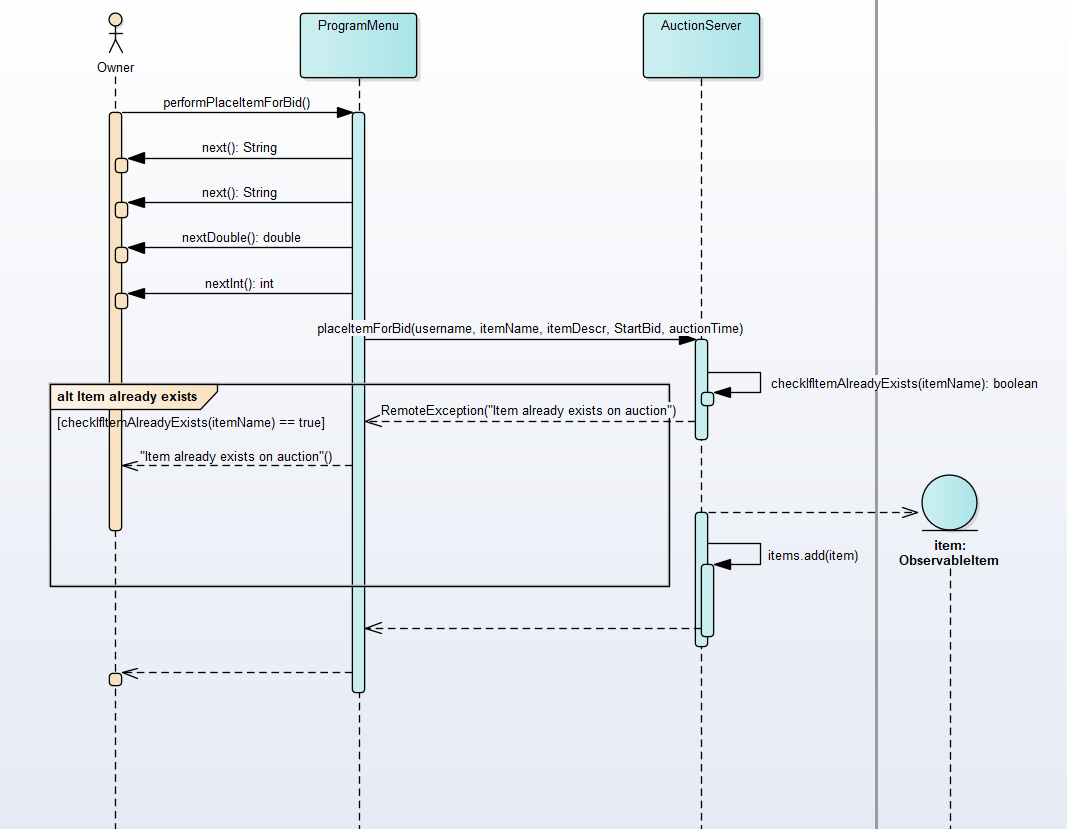 ProgramMenu
AuctionServer
Owner
performPlaceItemForBid()
next(): String
next(): String
nextDouble(): double
nextInt(): int
placeItemForBid(username, itemName, itemDescr, StartBid, auctionTime)
checkIfItemAlreadyExists(itemName): boolean
alt Item already exists
RemoteException("Item already exists on auction")
[checkIfItemAlreadyExists(itemName) == true]
"Item already exists on auction"()
item:
ObservableItem
items.add(item)